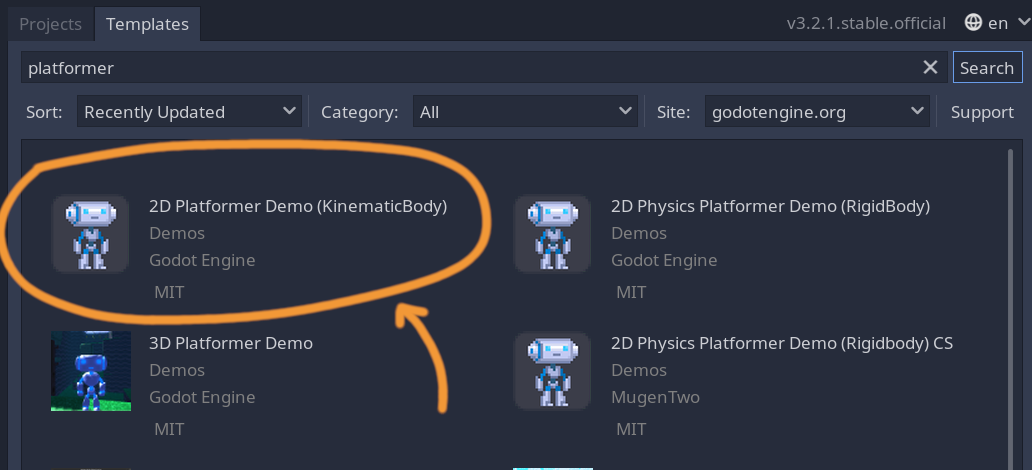 Projects Templates v3.2.1.stable.official en
platformer Search
Sort: Recently Updated Category: All Site: godotengine.org Support
2D Platformer Demo (KinematicBody)
Demos
Godot Engine
MIT
2D Physics Platformer Demo (RigidBody)
Demos
Godot Engine
MIT
3D Platformer Demo
Demos
Godot Engine
MIT
2D Physics Platformer Demo (Rigidbody) CS
Demos
MugenTwo
MIT